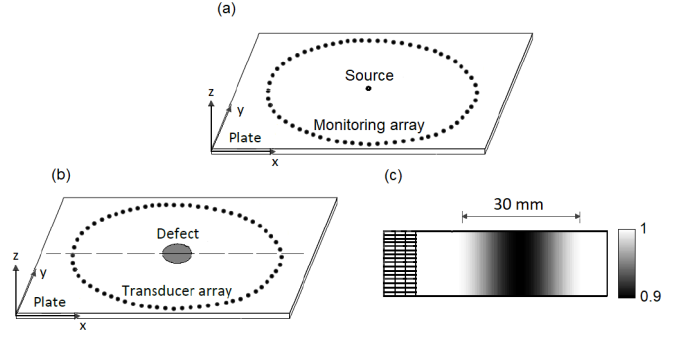 (a)
Source
Monitoring array
z
y
Plate
x
(b)
Defect
Transducer array
z
y
Plate
x
(c)
30 mm
1
0.9